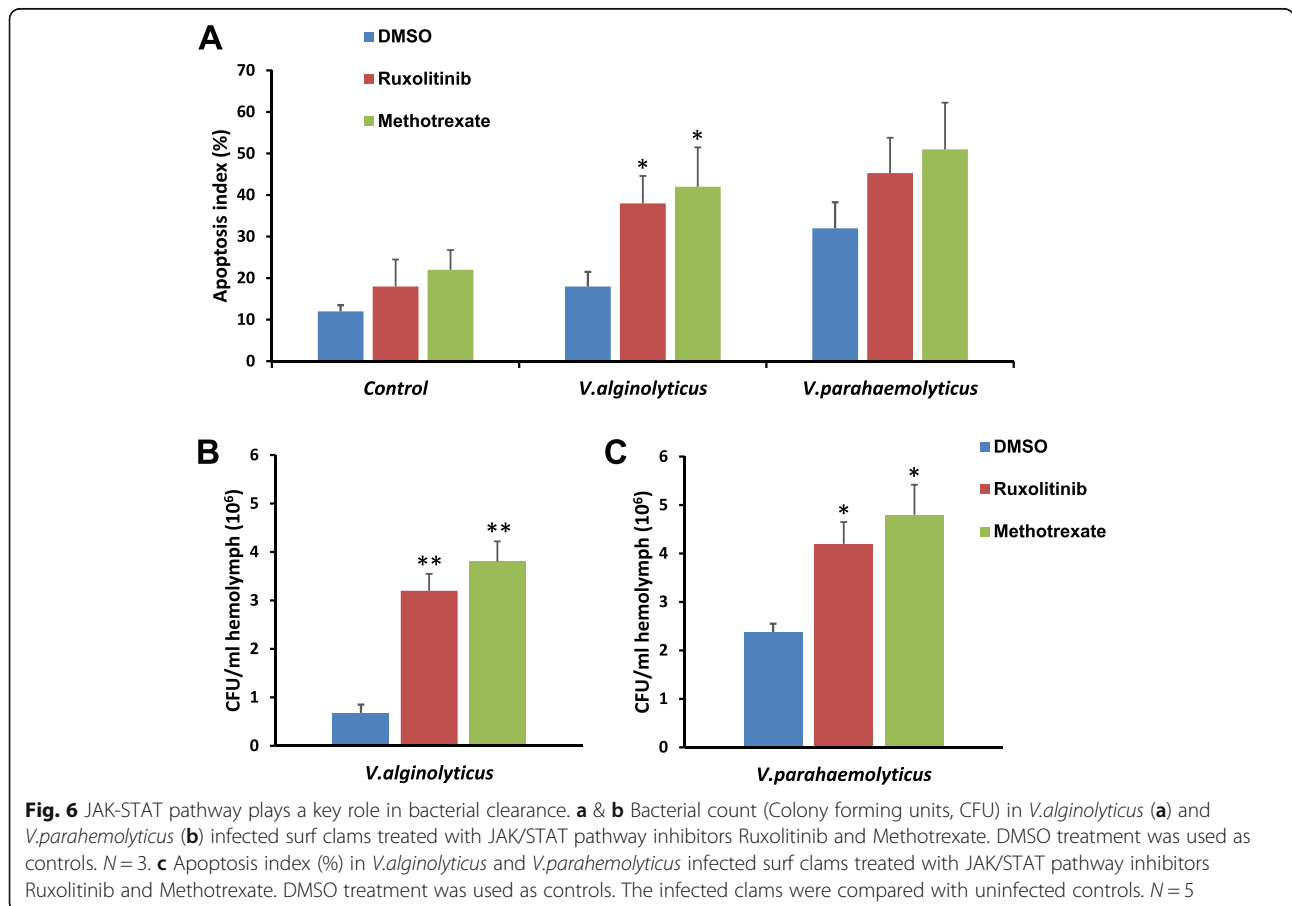 A
DMSO
Ruxolitinib
Methotrexate
Apoptosis index (%)
70
60
50
40
30
20
10
0
*
*
Control
V.alginolyticus
V.parahaemolyticus
B
CFU/ml hemolymph (10⁶)
6
5
4
3
2
1
0
**
**
V.alginolyticus
C
CFU/ml hemolymph (10⁶)
6
5
4
3
2
1
0
*
*
V.parahaemolyticus
DMSO
Ruxolitinib
Methotrexate
Fig. 6 JAK-STAT pathway plays a key role in bacterial clearance. a & b Bacterial count (Colony forming units, CFU) in V.alginolyticus (a) and
V.parahemolyticus (b) infected surf clams treated with JAK/STAT pathway inhibitors Ruxolitinib and Methotrexate. DMSO treatment was used as
controls. N = 3. c Apoptosis index (%) in V.alginolyticus and V.parahemolyticus infected surf clams treated with JAK/STAT pathway inhibitors
Ruxolitinib and Methotrexate. DMSO treatment was used as controls. The infected clams were compared with uninfected controls. N = 5